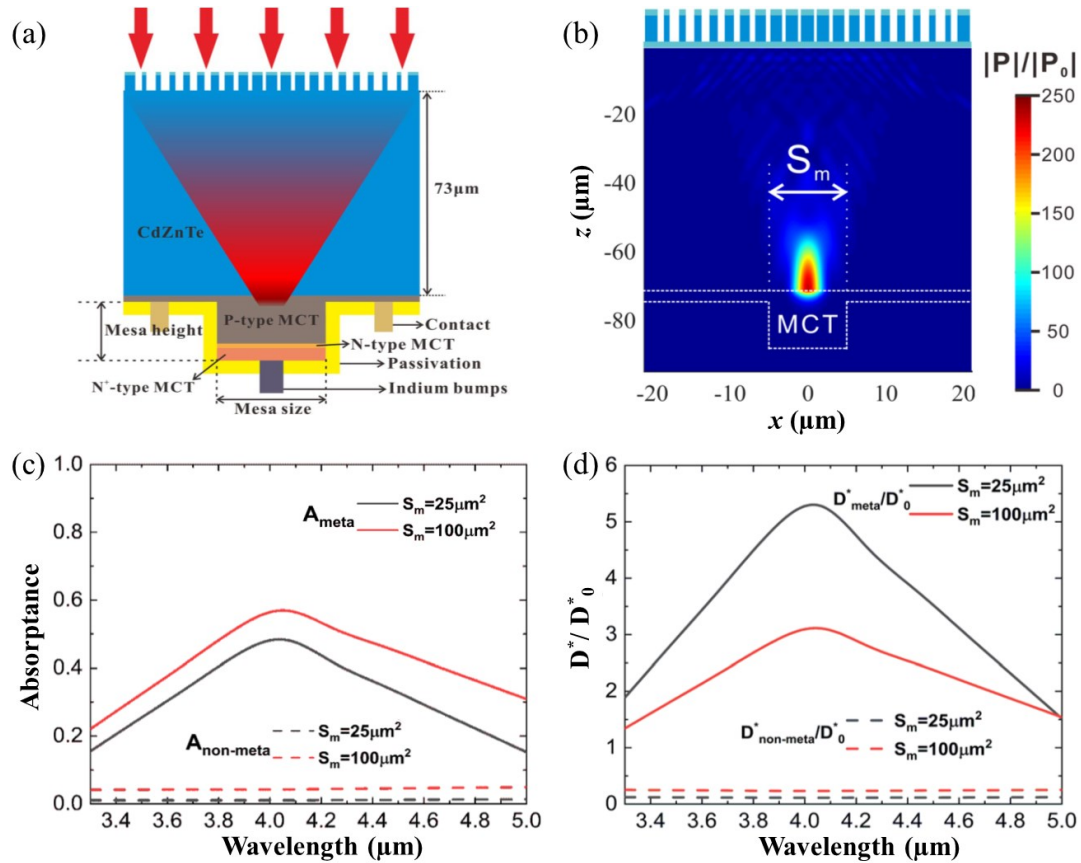 (a)
73μm
CdZnTe
Mesa height
P-type MCT
Contact
N-type MCT
N⁺-type MCT
Passivation
Indium bumps
Mesa size
(b)
|P|/|P₀|
250
200
150
100
50
0
Sₘ
MCT
-20
-40
-60
-80
z (μm)
-20 -10 0 10 20
x (μm)
(c)
1.0
0.8
0.6
0.4
0.2
0.0
Absorptance
A_meta
Sₘ=25μm²
Sₘ=100μm²
A_non-meta
Sₘ=25μm²
Sₘ=100μm²
3.4 3.6 3.8 4.0 4.2 4.4 4.6 4.8 5.0
Wavelength (μm)
(d)
6
5
4
3
2
1
0
D*/ D*₀
D*_meta/D*₀
Sₘ=25μm²
Sₘ=100μm²
D*_non-meta/D*₀
Sₘ=25μm²
Sₘ=100μm²
3.4 3.6 3.8 4.0 4.2 4.4 4.6 4.8 5.0
Wavelength (μm)